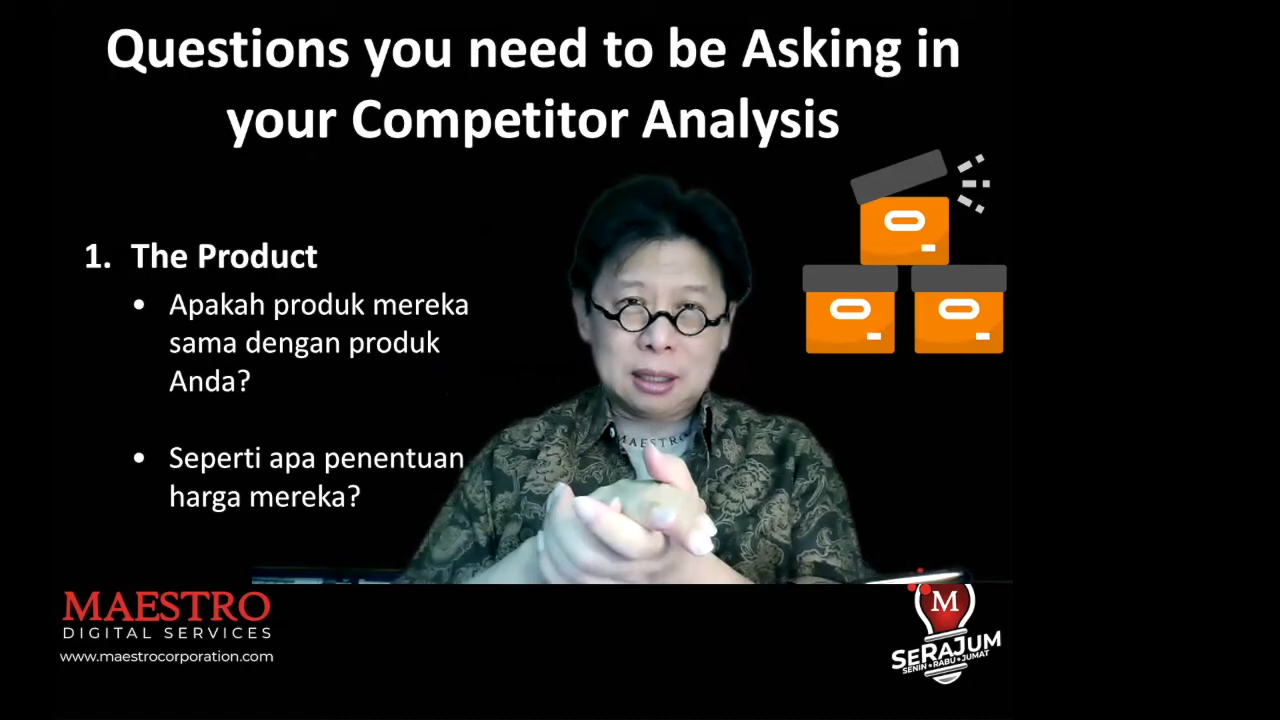 Questions you need to be Asking in
your Competitor Analysis
1. The Product
• Apakah produk mereka
sama dengan produk
Anda?
• Seperti apa penentuan
harga mereka?
MAESTRO
MAESTRO
DIGITAL SERVICES
www.maestrocorporation.com
M
SERAJUM
SENIN • RABU • JUMAT